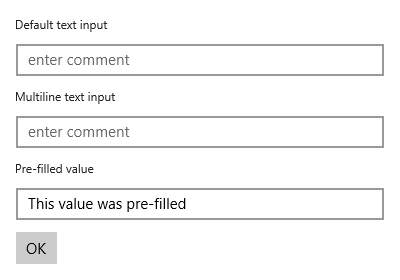 Default text input
enter comment
Multiline text input
enter comment
Pre-filled value
This value was pre-filled
OK